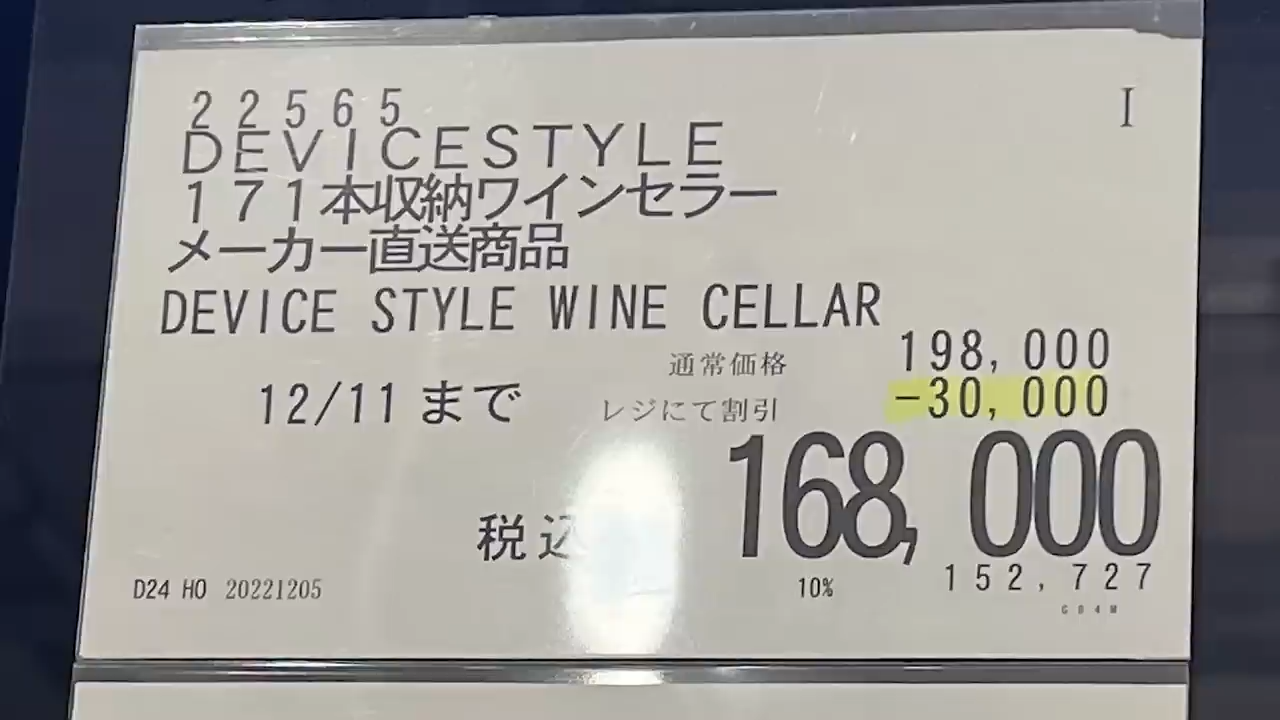 22565
I
DEVICESTYLE
171本収納ワインセラー
メーカー直送商品
DEVICE STYLE WINE CELLAR
通常価格 198,000
12/11まで レジにて割引 -30,000
税込 168,000
10% 152,727
D24 HO 20221205